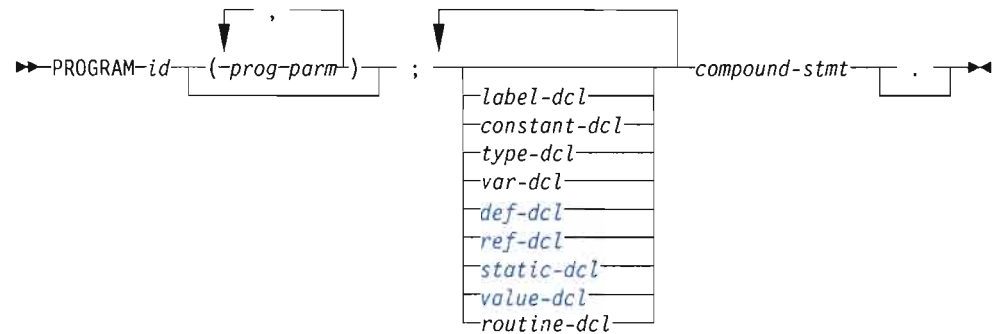 ,
PROGRAM id ( prog-parm ) ; compound-stmt .
label-dcl
constant-dcl
type-dcl
var-dcl
def-dcl
ref-dcl
static-dcl
value-dcl
routine-dcl